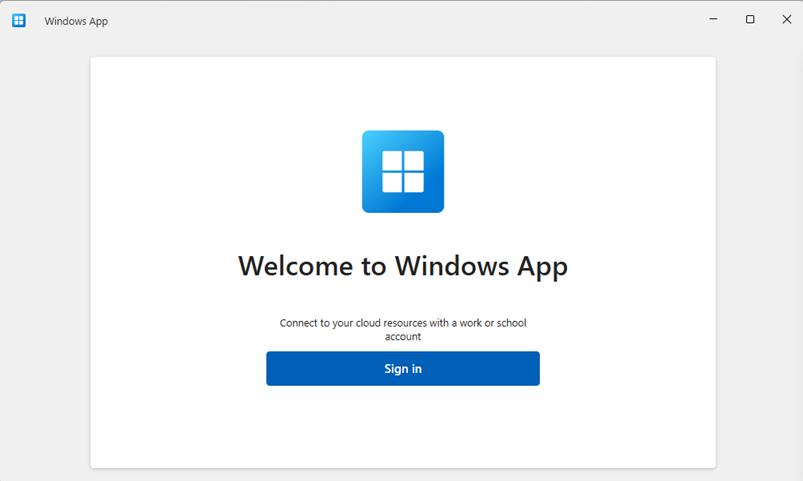 Windows App
Welcome to Windows App
Connect to your cloud resources with a work or school
account
Sign in